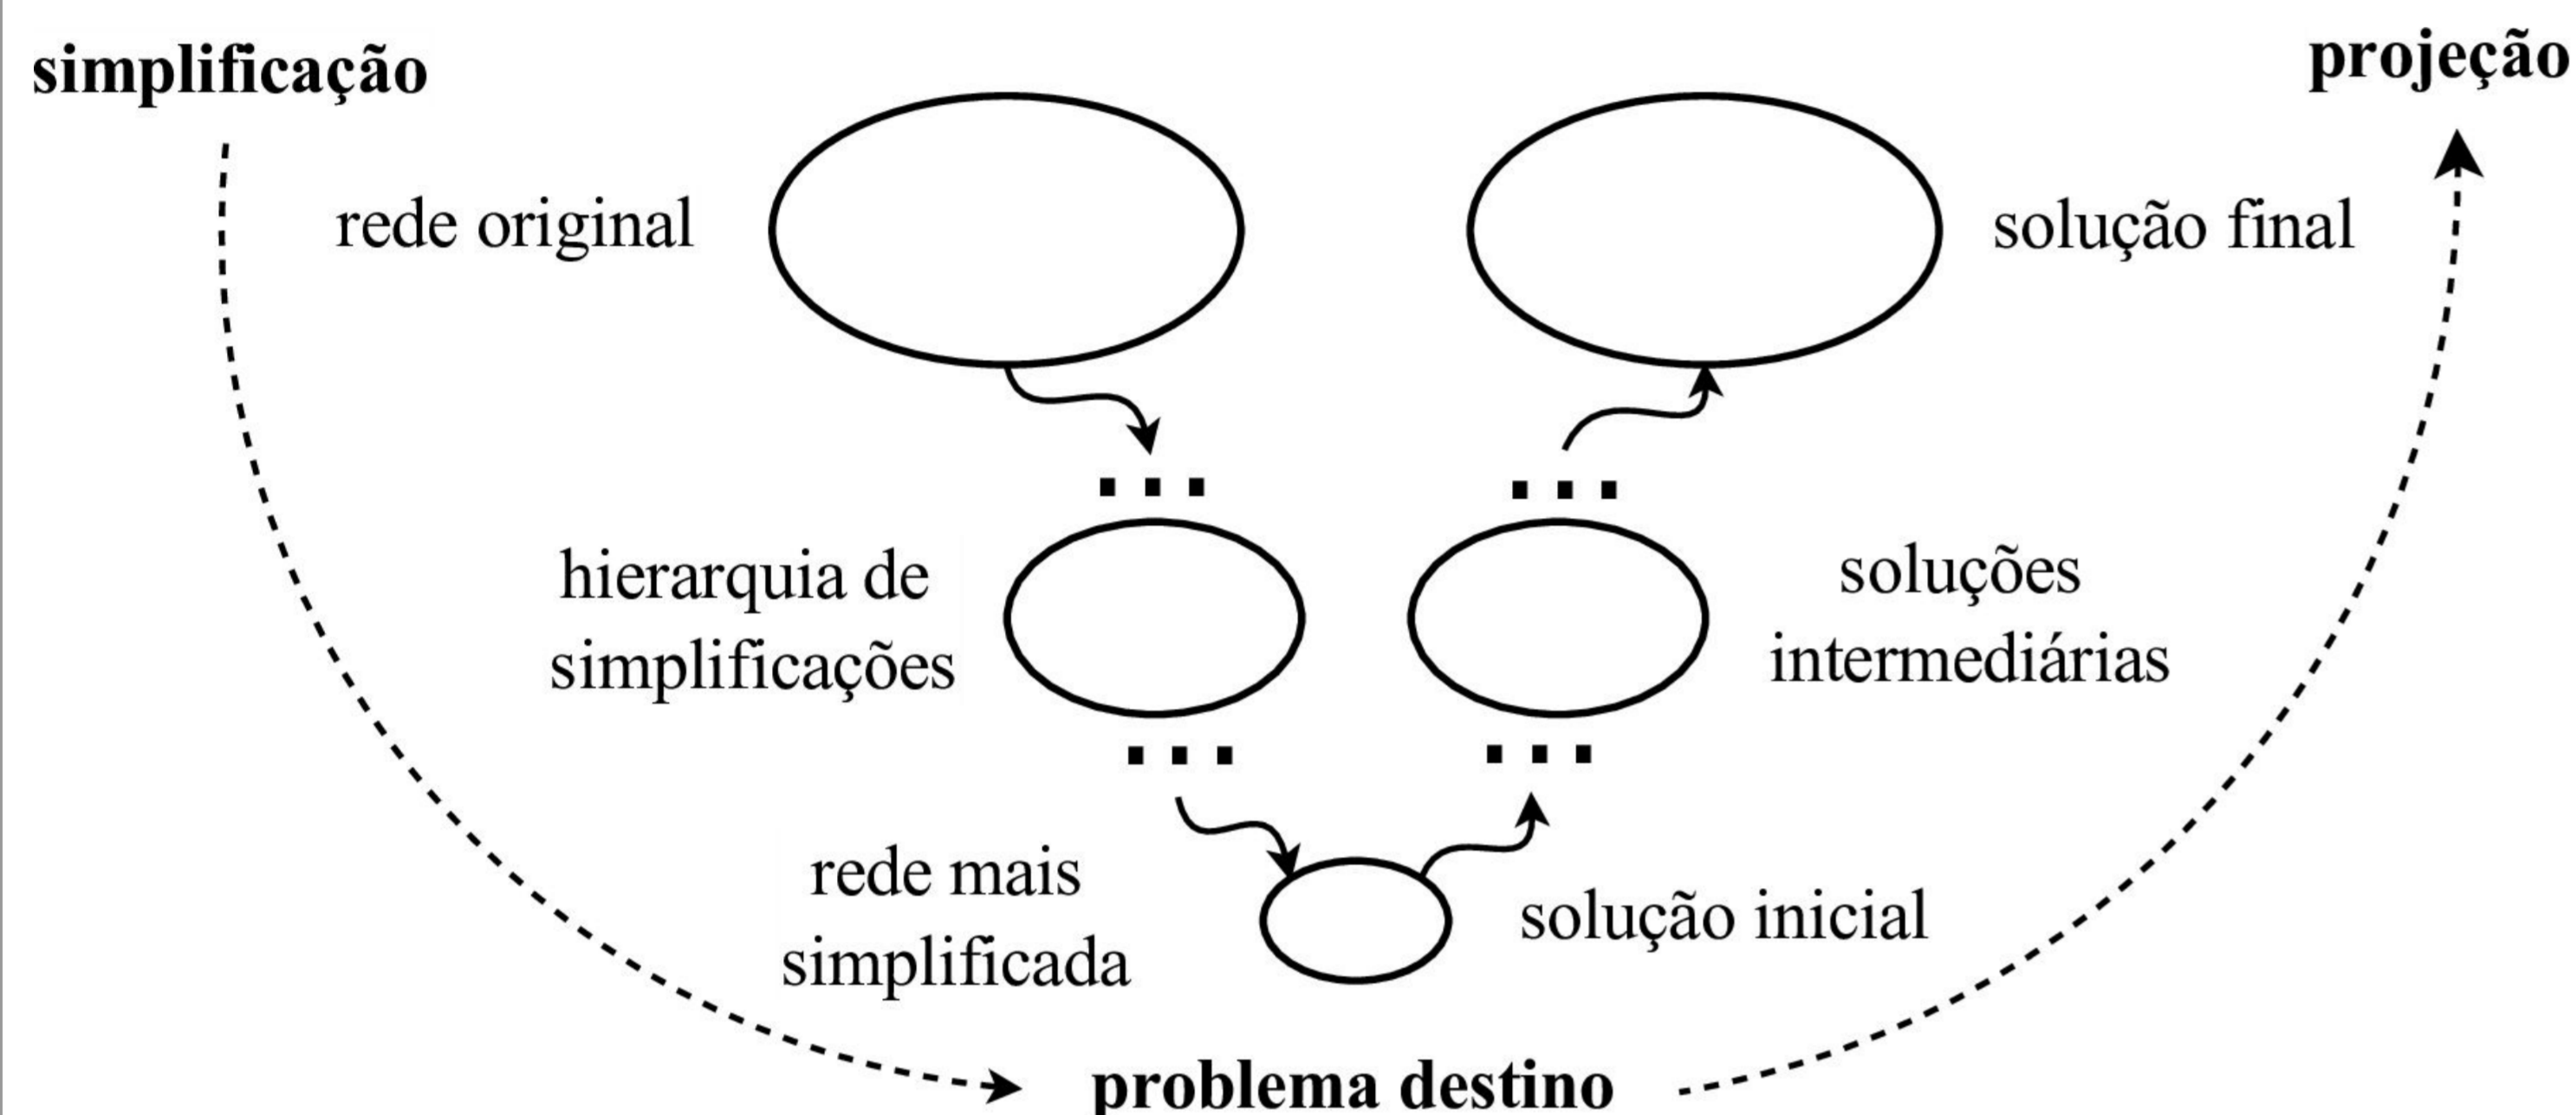 simplificação
projeção
rede original
solução final
hierarquia de
simplificações
soluções
intermediárias
rede mais
simplificada
solução inicial
problema destino